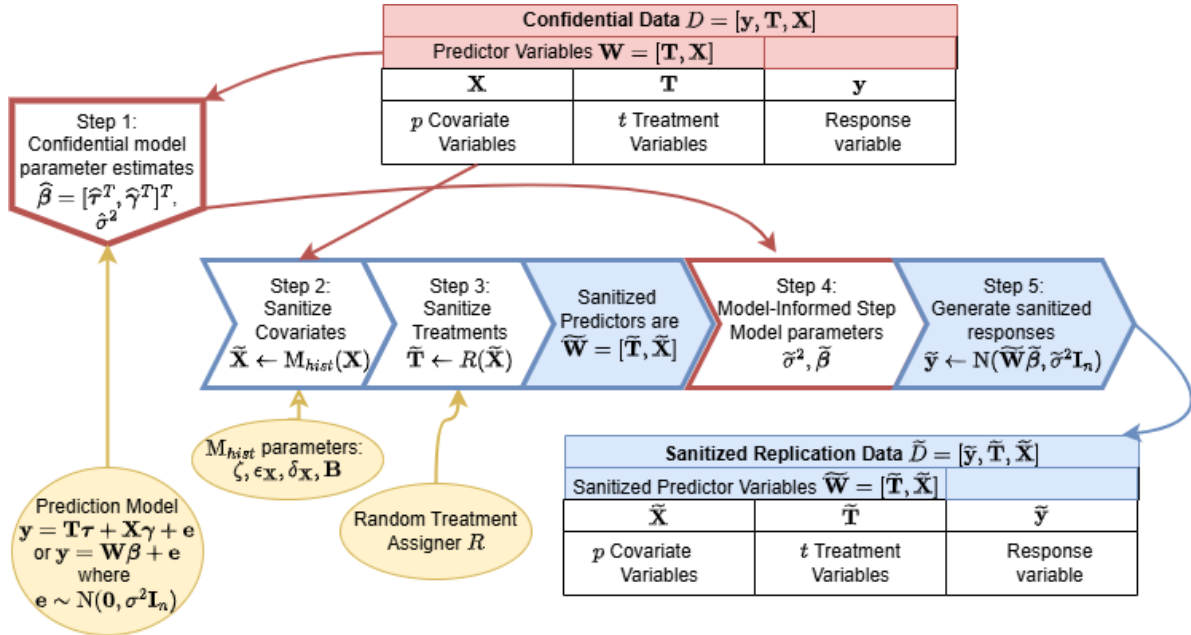 Confidential Data D = [y, T, X]
Predictor Variables W = [T, X]
X T y
p Covariate Variables
t Treatment Variables
Response variable
Step 1:
Confidential model
parameter estimates
β̂ = [τ̂ᵀ, γ̂ᵀ]ᵀ,
σ̂²
Step 2:
Sanitize
Covariates
X̃ ← M_hist(X)
Step 3:
Sanitize
Treatments
T̃ ← R(X̃)
Sanitized
Predictors are
W̃ = [T̃, X̃]
Step 4:
Model-Informed Step
Model parameters
σ̃², β̃
Step 5:
Generate sanitized
responses
ỹ ← N(W̃β̃, σ̃²I_n)
M_hist parameters:
ζ, ϵ_X, δ_X, B
Random Treatment
Assigner R
Prediction Model
y = Tτ + Xγ + e
or y = Wβ + e
where
e ∼ N(0, σ²I_n)
Sanitized Replication Data D̃ = [ỹ, T̃, X̃]
Sanitized Predictor Variables W̃ = [T̃, X̃]
X̃ T̃ ỹ
p Covariate Variables
t Treatment Variables
Response variable